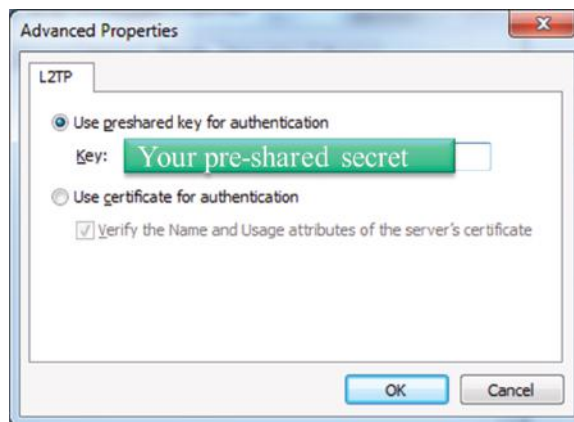 Advanced Properties
L2TP
Use preshared key for authentication
Key: Your pre-shared secret
Use certificate for authentication
Verify the Name and Usage attributes of the server's certificate
OK Cancel